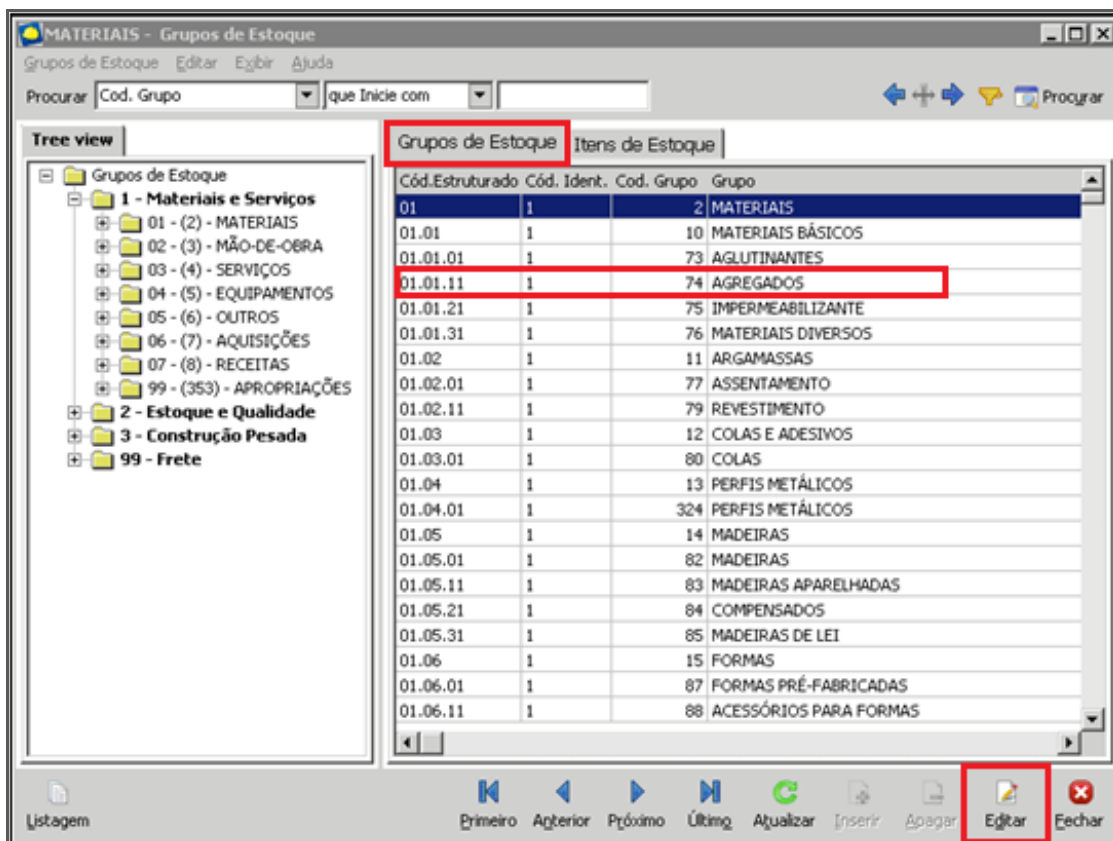 MATERIAIS - Grupos de Estoque
Grupos de Estoque Editar Exibir Ajuda
Procurar Cod. Grupo que Inicie com Procurar
Tree view
Grupos de Estoque
1 - Materiais e Serviços
01 - (2) - MATERIAIS
02 - (3) - MÃO-DE-OBRA
03 - (4) - SERVIÇOS
04 - (5) - EQUIPAMENTOS
05 - (6) - OUTROS
06 - (7) - AQUISIÇÕES
07 - (8) - RECEITAS
99 - (353) - APROPRIAÇÕES
2 - Estoque e Qualidade
3 - Construção Pesada
99 - Frete
Grupos de Estoque Itens de Estoque
Cód.Estruturado Cód. Ident. Cod. Grupo Grupo
01 1 2 MATERIAIS
01.01 1 10 MATERIAIS BÁSICOS
01.01.01 1 73 AGLUTINANTES
01.01.11 1 74 AGREGADOS
01.01.21 1 75 IMPERMEABILIZANTE
01.01.31 1 76 MATERIAIS DIVERSOS
01.02 1 11 ARGAMASSAS
01.02.01 1 77 ASSENTAMENTO
01.02.11 1 79 REVESTIMENTO
01.03 1 12 COLAS E ADESIVOS
01.03.01 1 80 COLAS
01.04 1 13 PERFIS METÁLICOS
01.04.01 1 324 PERFIS METÁLICOS
01.05 1 14 MADEIRAS
01.05.01 1 82 MADEIRAS
01.05.11 1 83 MADEIRAS APARELHADAS
01.05.21 1 84 COMPENSADOS
01.05.31 1 85 MADEIRAS DE LEI
01.06 1 15 FORMAS
01.06.01 1 87 FORMAS PRÉ-FABRICADAS
01.06.11 1 88 ACESSÓRIOS PARA FORMAS
Listagem Primeiro Anterior Próximo Último Atualizar Inserir Apagar Editar Fechar